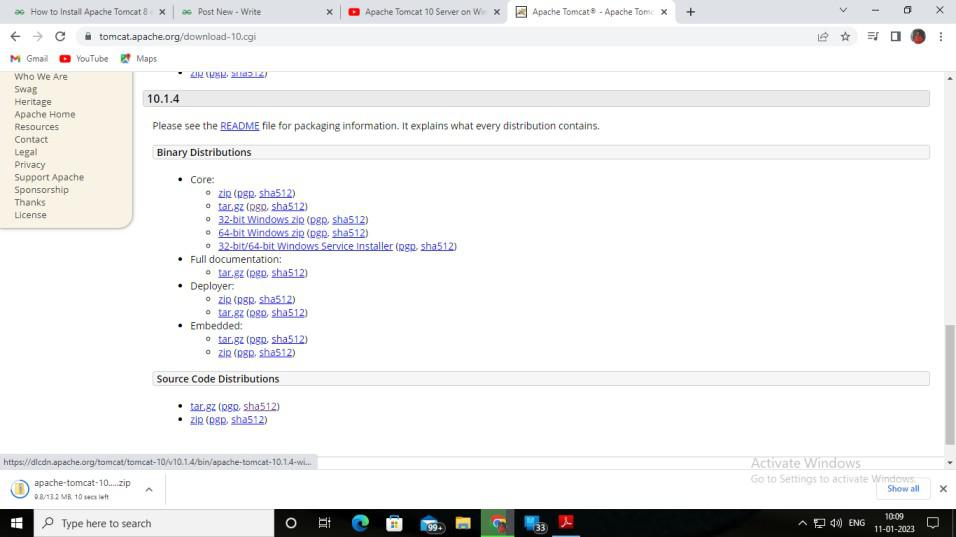 How to Install Apache Tomcat 8
Post New - Write
Apache Tomcat 10 Server on Wi
Apache Tomcat® - Apache Tomc
tomcat.apache.org/download-10.cgi
Gmail YouTube Maps
Who We Are
Swag
Heritage
Apache Home
Resources
Contact
Legal
Privacy
Support Apache
Sponsorship
Thanks
License
zip (pgp, sha512)
10.1.4
Please see the README file for packaging information. It explains what every distribution contains.
Binary Distributions
Core:
zip (pgp, sha512)
tar.gz (pgp, sha512)
32-bit Windows zip (pgp, sha512)
64-bit Windows zip (pgp, sha512)
32-bit/64-bit Windows Service Installer (pgp, sha512)
Full documentation:
tar.gz (pgp, sha512)
Deployer:
zip (pgp, sha512)
tar.gz (pgp, sha512)
Embedded:
tar.gz (pgp, sha512)
zip (pgp, sha512)
Source Code Distributions
tar.gz (pgp, sha512)
zip (pgp, sha512)
https://dlcdn.apache.org/tomcat/tomcat-10/v10.1.4/bin/apache-tomcat-10.1.4-wi...
Activate Windows
Go to Settings to activate Windows.
apache-tomcat-10.....zip
9.8/13.2 MB, 10 secs left
Show all
Type here to search
99+
33
ENG
10:09
11-01-2023